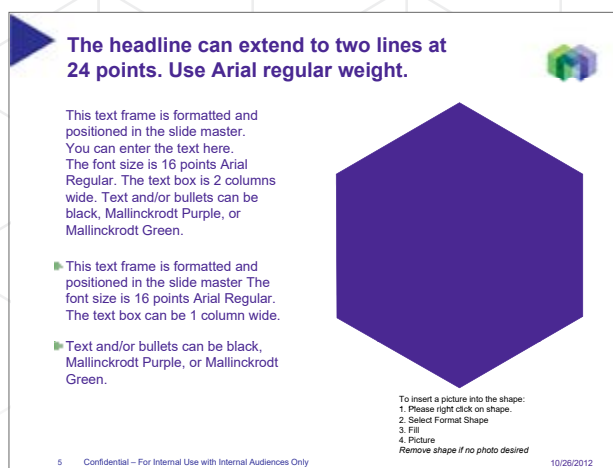 The headline can extend to two lines at
24 points. Use Arial regular weight.
This text frame is formatted and
positioned in the slide master.
You can enter the text here.
The font size is 16 points Arial
Regular. The text box is 2 columns
wide. Text and/or bullets can be
black, Mallinckrodt Purple, or
Mallinckrodt Green.
This text frame is formatted and
positioned in the slide master The
font size is 16 points Arial Regular.
The text box can be 1 column wide.
Text and/or bullets can be black,
Mallinckrodt Purple, or Mallinckrodt
Green.
To insert a picture into the shape:
1. Please right click on shape.
2. Select Format Shape
3. Fill
4. Picture
Remove shape if no photo desired
5 Confidential – For Internal Use with Internal Audiences Only
10/26/2012